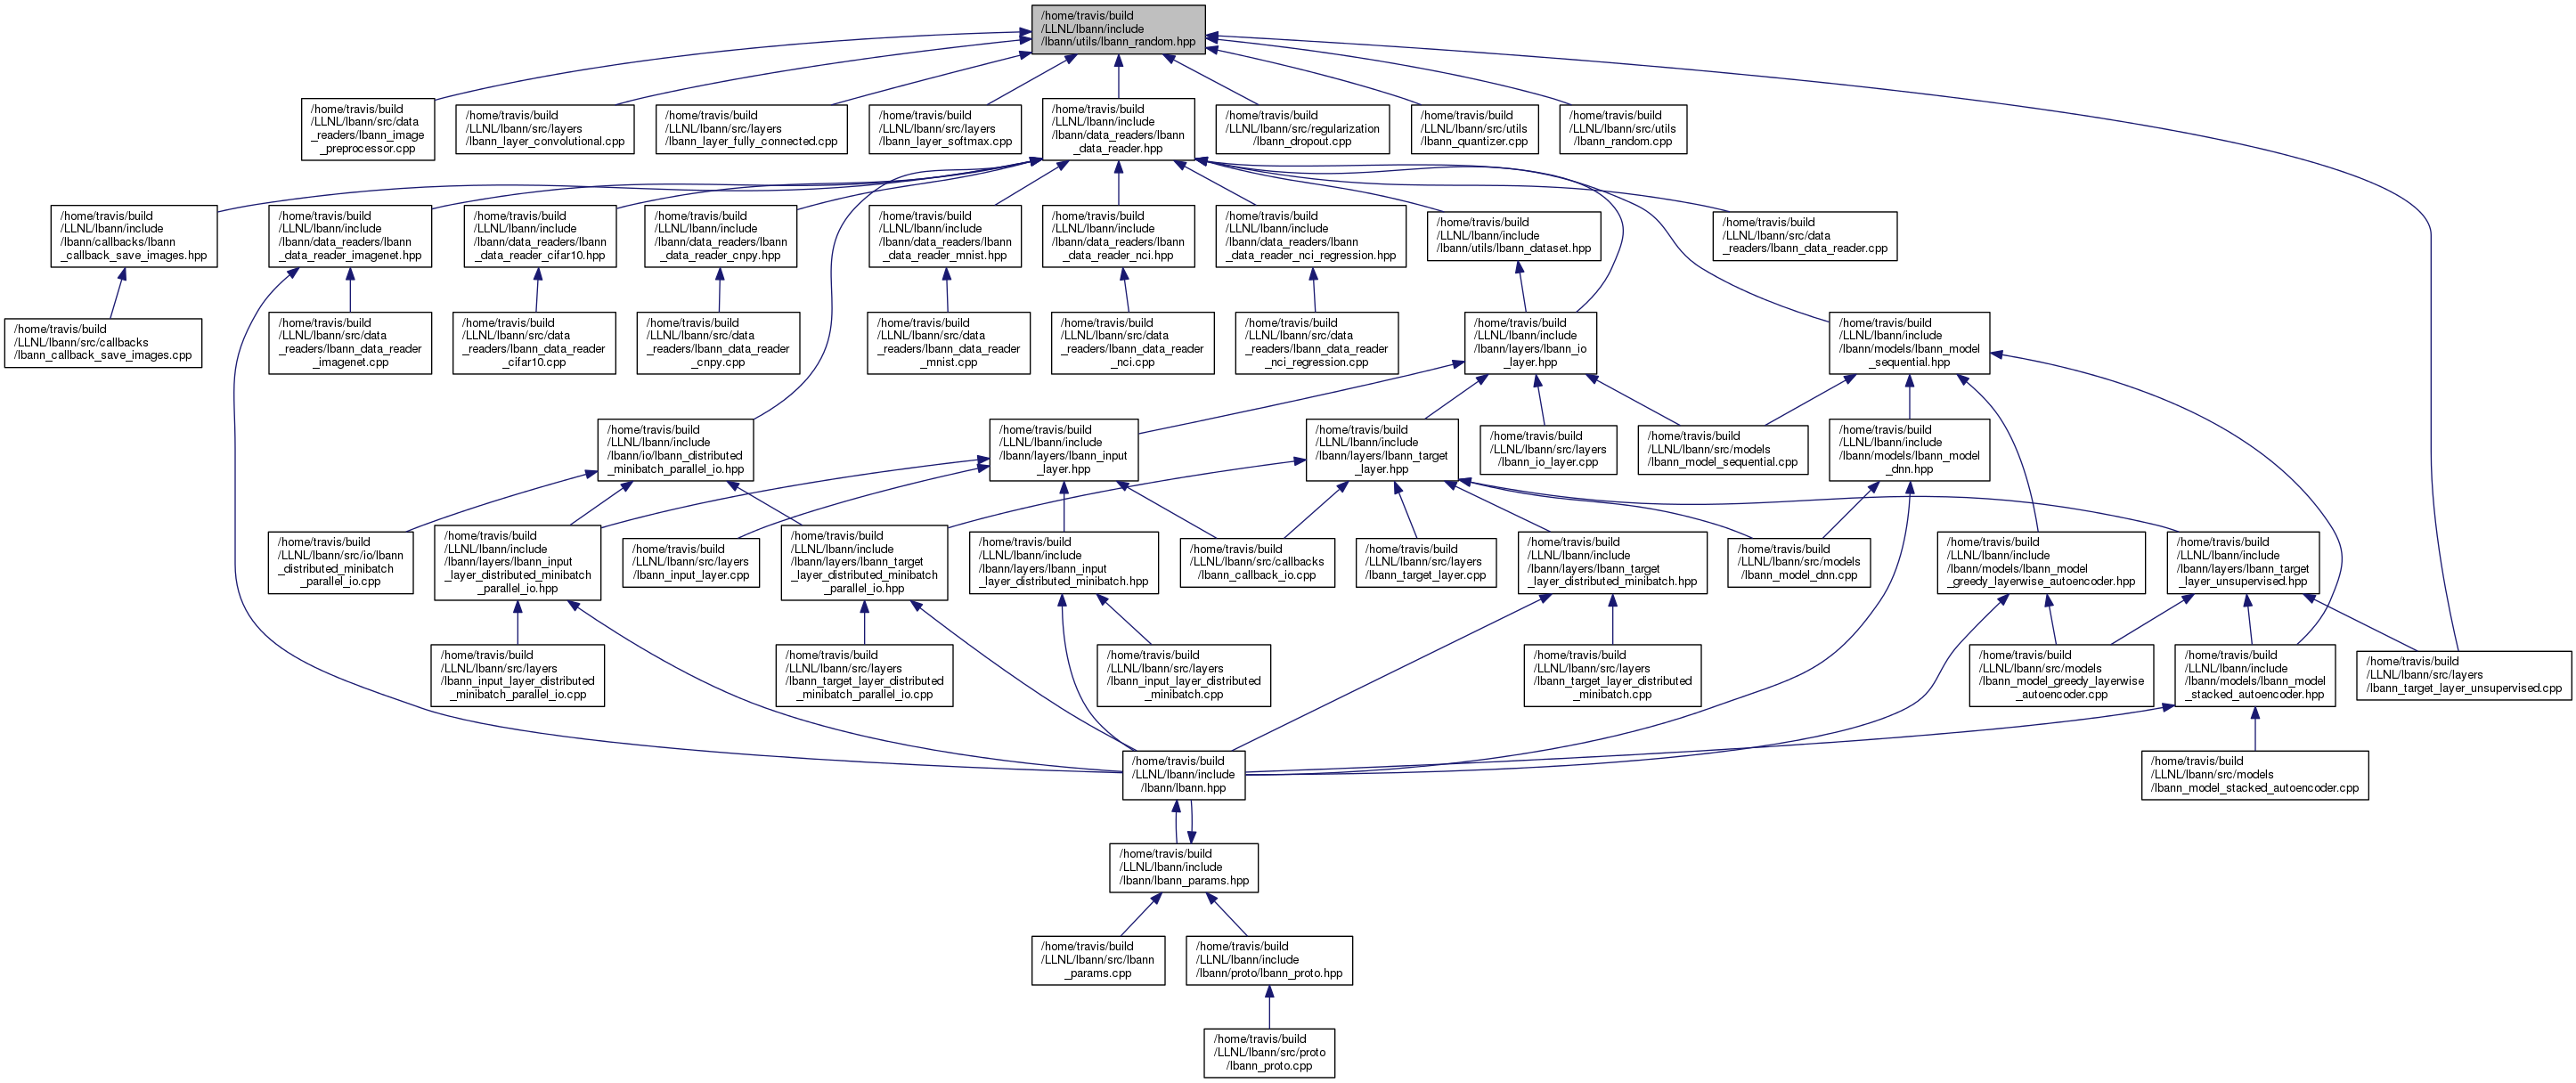 /home/travis/build
/LLNL/lbann/include
/lbann/utils/lbann_random.hpp
/home/travis/build
/LLNL/lbann/src/data
_readers/lbann_image
_preprocessor.cpp
/home/travis/build
/LLNL/lbann/src/layers
/lbann_layer_convolutional.cpp
/home/travis/build
/LLNL/lbann/src/layers
/lbann_layer_fully_connected.cpp
/home/travis/build
/LLNL/lbann/src/layers
/lbann_layer_softmax.cpp
/home/travis/build
/LLNL/lbann/include
/lbann/data_readers/lbann
_data_reader.hpp
/home/travis/build
/LLNL/lbann/src/regularization
/lbann_dropout.cpp
/home/travis/build
/LLNL/lbann/src/utils
/lbann_quantizer.cpp
/home/travis/build
/LLNL/lbann/src/utils
/lbann_random.cpp
/home/travis/build
/LLNL/lbann/include
/lbann/callbacks/lbann
_callback_save_images.hpp
/home/travis/build
/LLNL/lbann/include
/lbann/data_readers/lbann
_data_reader_imagenet.hpp
/home/travis/build
/LLNL/lbann/include
/lbann/data_readers/lbann
_data_reader_cifar10.hpp
/home/travis/build
/LLNL/lbann/include
/lbann/data_readers/lbann
_data_reader_cnpy.hpp
/home/travis/build
/LLNL/lbann/include
/lbann/data_readers/lbann
_data_reader_mnist.hpp
/home/travis/build
/LLNL/lbann/include
/lbann/data_readers/lbann
_data_reader_nci.hpp
/home/travis/build
/LLNL/lbann/include
/lbann/data_readers/lbann
_data_reader_nci_regression.hpp
/home/travis/build
/LLNL/lbann/include
/lbann/utils/lbann_dataset.hpp
/home/travis/build
/LLNL/lbann/src/data
_readers/lbann_data_reader.cpp
/home/travis/build
/LLNL/lbann/src/callbacks
/lbann_callback_save_images.cpp
/home/travis/build
/LLNL/lbann/src/data
_readers/lbann_data_reader
_imagenet.cpp
/home/travis/build
/LLNL/lbann/src/data
_readers/lbann_data_reader
_cifar10.cpp
/home/travis/build
/LLNL/lbann/src/data
_readers/lbann_data_reader
_cnpy.cpp
/home/travis/build
/LLNL/lbann/src/data
_readers/lbann_data_reader
_mnist.cpp
/home/travis/build
/LLNL/lbann/src/data
_readers/lbann_data_reader
_nci.cpp
/home/travis/build
/LLNL/lbann/src/data
_readers/lbann_data_reader
_nci_regression.cpp
/home/travis/build
/LLNL/lbann/include
/lbann/layers/lbann_io
_layer.hpp
/home/travis/build
/LLNL/lbann/include
/lbann/models/lbann_model
_sequential.hpp
/home/travis/build
/LLNL/lbann/include
/lbann/io/lbann_distributed
_minibatch_parallel_io.hpp
/home/travis/build
/LLNL/lbann/include
/lbann/layers/lbann_input
_layer.hpp
/home/travis/build
/LLNL/lbann/include
/lbann/layers/lbann_target
_layer.hpp
/home/travis/build
/LLNL/lbann/src/layers
/lbann_io_layer.cpp
/home/travis/build
/LLNL/lbann/src/models
/lbann_model_sequential.cpp
/home/travis/build
/LLNL/lbann/include
/lbann/models/lbann_model
_dnn.hpp
/home/travis/build
/LLNL/lbann/src/io/lbann
_distributed_minibatch
_parallel_io.cpp
/home/travis/build
/LLNL/lbann/include
/lbann/layers/lbann_input
_layer_distributed_minibatch
_parallel_io.hpp
/home/travis/build
/LLNL/lbann/src/layers
/lbann_input_layer.cpp
/home/travis/build
/LLNL/lbann/include
/lbann/layers/lbann_target
_layer_distributed_minibatch
_parallel_io.hpp
/home/travis/build
/LLNL/lbann/include
/lbann/layers/lbann_input
_layer_distributed_minibatch.hpp
/home/travis/build
/LLNL/lbann/src/callbacks
/lbann_callback_io.cpp
/home/travis/build
/LLNL/lbann/src/layers
/lbann_target_layer.cpp
/home/travis/build
/LLNL/lbann/include
/lbann/layers/lbann_target
_layer_distributed_minibatch.hpp
/home/travis/build
/LLNL/lbann/src/models
/lbann_model_dnn.cpp
/home/travis/build
/LLNL/lbann/include
/lbann/models/lbann_model
_greedy_layerwise_autoencoder.hpp
/home/travis/build
/LLNL/lbann/include
/lbann/layers/lbann_target
_layer_unsupervised.hpp
/home/travis/build
/LLNL/lbann/src/layers
/lbann_input_layer_distributed
_minibatch_parallel_io.cpp
/home/travis/build
/LLNL/lbann/src/layers
/lbann_target_layer_distributed
_minibatch_parallel_io.cpp
/home/travis/build
/LLNL/lbann/src/layers
/lbann_input_layer_distributed
_minibatch.cpp
/home/travis/build
/LLNL/lbann/src/layers
/lbann_target_layer_distributed
_minibatch.cpp
/home/travis/build
/LLNL/lbann/src/models
/lbann_model_greedy_layerwise
_autoencoder.cpp
/home/travis/build
/LLNL/lbann/include
/lbann/models/lbann_model
_stacked_autoencoder.hpp
/home/travis/build
/LLNL/lbann/src/layers
/lbann_target_layer_unsupervised.cpp
/home/travis/build
/LLNL/lbann/include
/lbann/lbann.hpp
/home/travis/build
/LLNL/lbann/src/models
/lbann_model_stacked_autoencoder.cpp
/home/travis/build
/LLNL/lbann/include
/lbann/lbann_params.hpp
/home/travis/build
/LLNL/lbann/src/lbann
_params.cpp
/home/travis/build
/LLNL/lbann/include
/lbann/proto/lbann_proto.hpp
/home/travis/build
/LLNL/lbann/src/proto
/lbann_proto.cpp